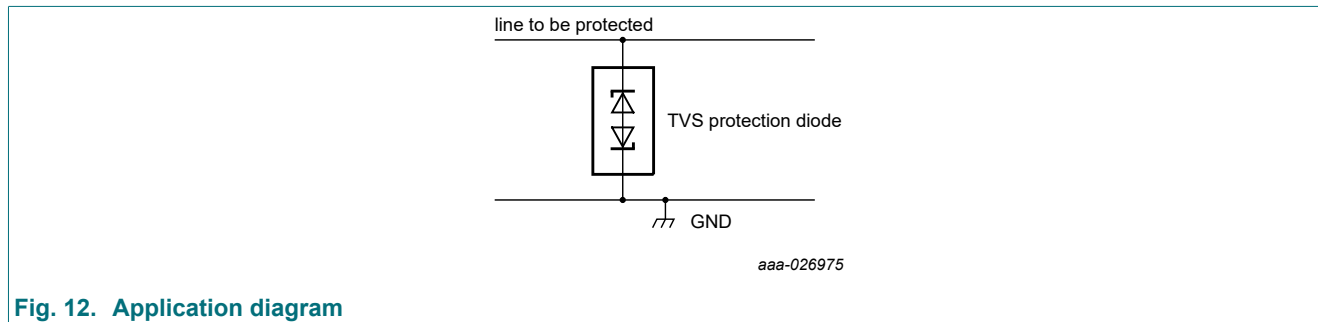 line to be protected
TVS protection diode
GND
aaa-026975
Fig. 12. Application diagram